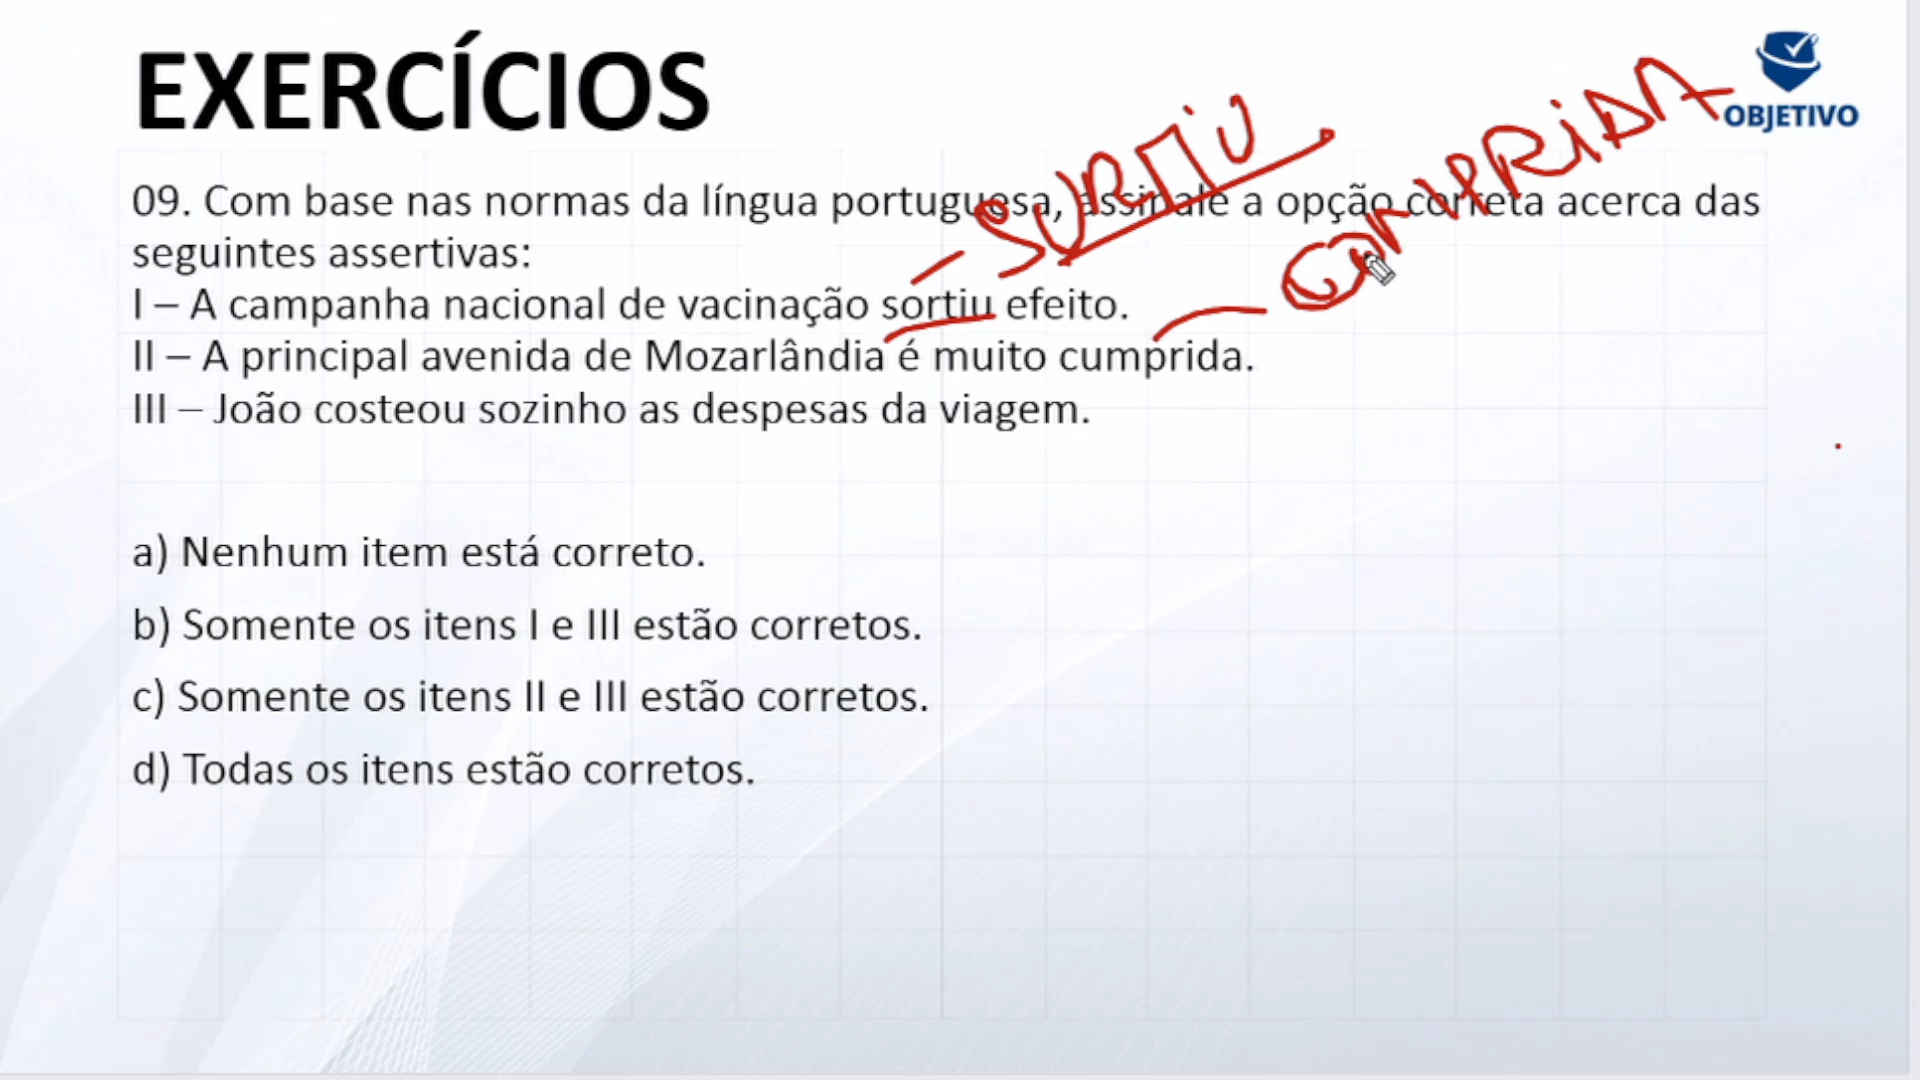 EXERCÍCIOS
OBJETIVO
SURTIU
COMPRIDA
09. Com base nas normas da língua portuguesa, assinale a opção correta acerca das
seguintes assertivas:
I – A campanha nacional de vacinação sortiu efeito.
II – A principal avenida de Mozarlândia é muito cumprida.
III – João costeou sozinho as despesas da viagem.
a) Nenhum item está correto.
b) Somente os itens I e III estão corretos.
c) Somente os itens II e III estão corretos.
d) Todas os itens estão corretos.